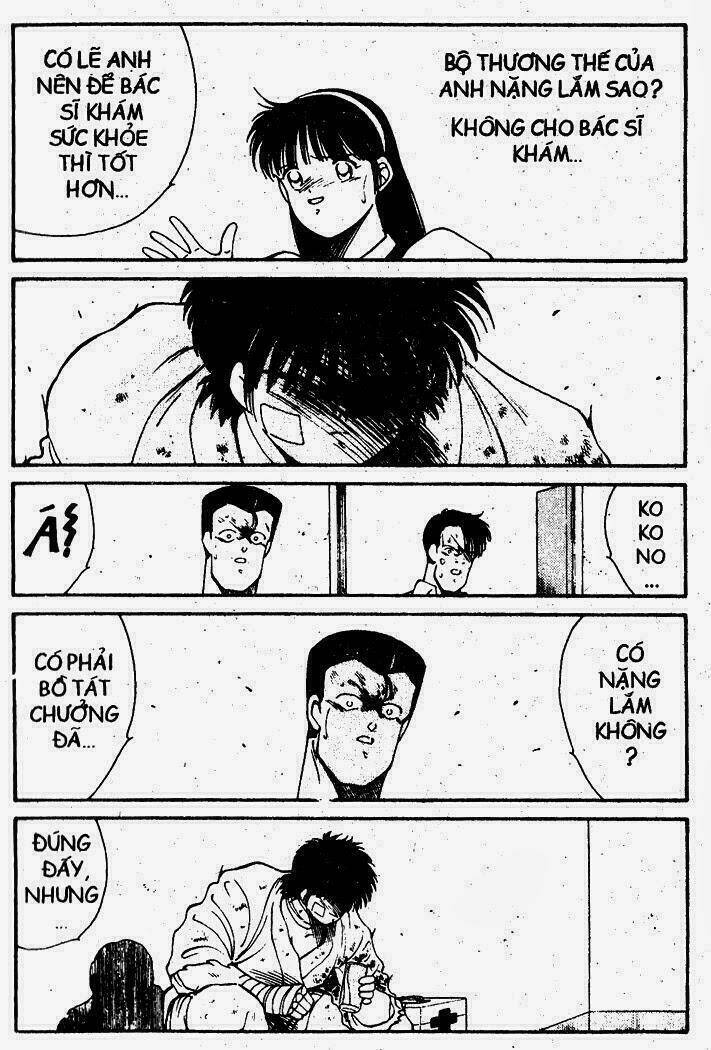 BỘ THƯƠNG THẾ CỦA
ANH NẶNG LẮM SAO?
KHÔNG CHO BÁC SĨ
KHÁM...
CÓ LẼ ANH
NÊN ĐỂ BÁC
SĨ KHÁM
SỨC KHỎE
THÌ TỐT
HƠN...
KO
KO
NO
...
Á!
CÓ
NẶNG
LẮM
KHÔNG
?
CÓ PHẢI
BỒ TÁT
CHƯỞNG
ĐÃ...
ĐÚNG
ĐẤY,
NHƯNG
...